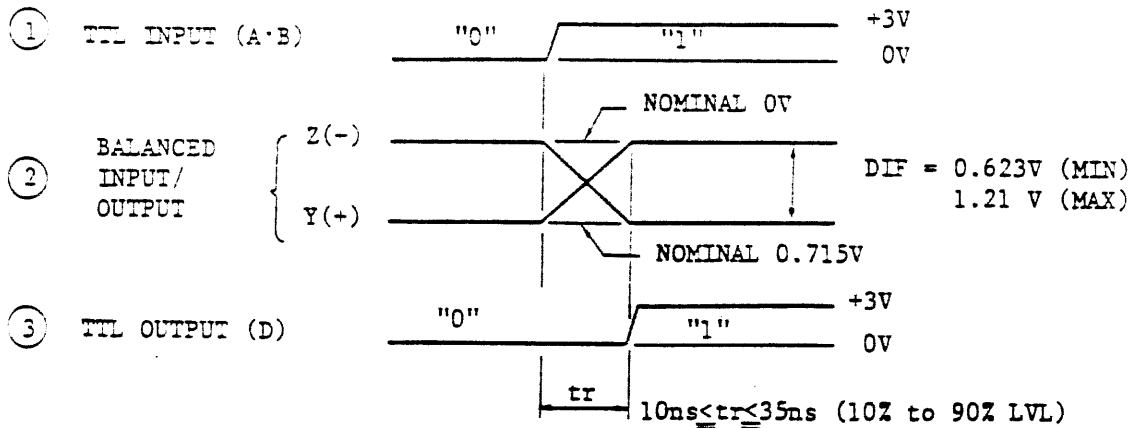 1 TTL INPUT (A·B) "0" "1" +3V
0V
NOMINAL 0V
2 BALANCED INPUT/ OUTPUT
Z(-)
Y(+)
DIF = 0.623V (MIN)
1.21 V (MAX)
NOMINAL 0.715V
3 TTL OUTPUT (D) "0" "1" +3V
0V
tr
10ns≤tr≤35ns (10% to 90% LVL)